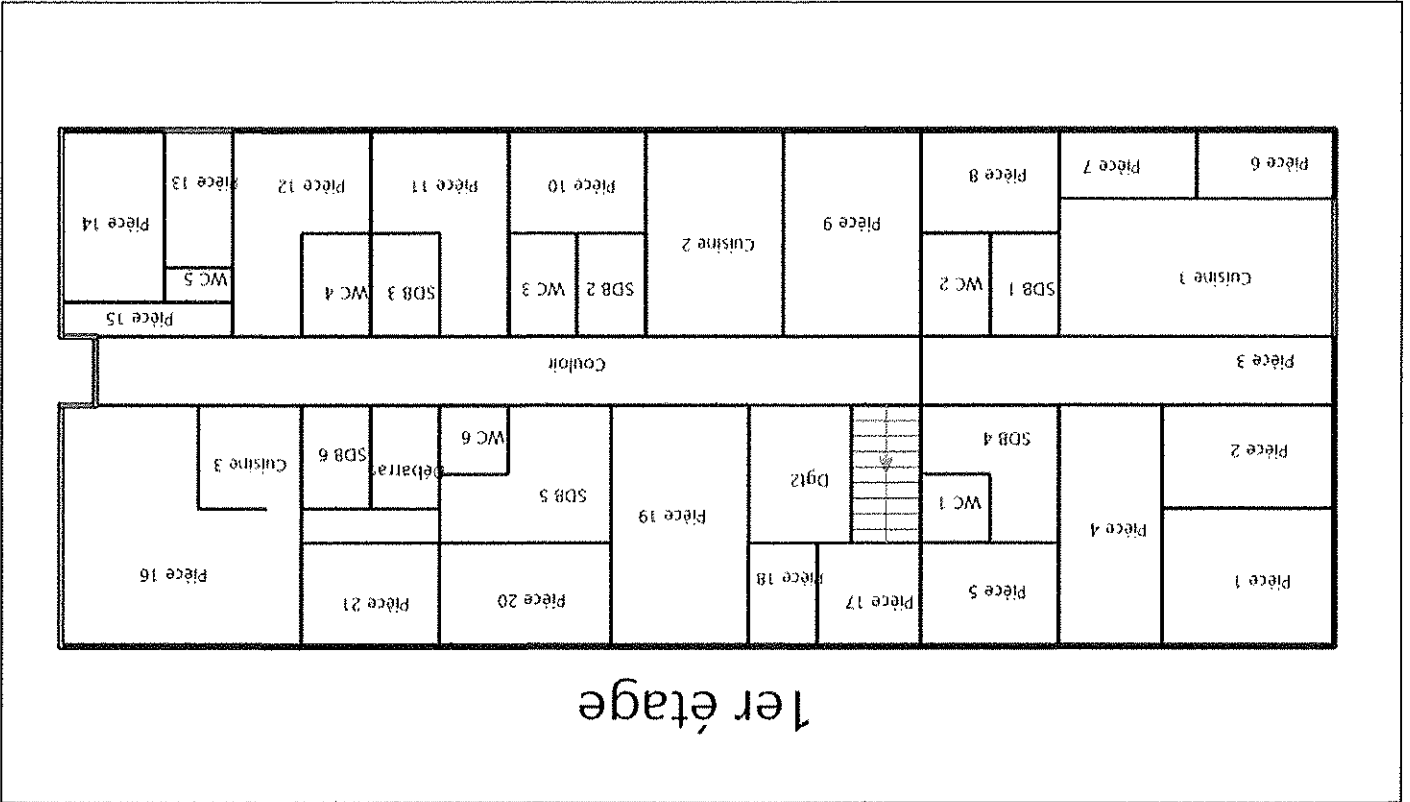 1er étage
Pièce 1
Pièce 5
Pièce 17
Pièce 18
Pièce 20
Pièce 21
Pièce 16
Pièce 4
WC 1
Pièce 19
SDB 5
Pièce 2
SDB 4
Dgt2
WC 6
Débarra
SDB 6
Cuisine 3
Pièce 3
Couloir
Pièce 15
Cuisine 1
SDB 1
WC 2
SDB 2
WC 3
SDB 3
WC 4
WC 5
Pièce 9
Cuisine 2
Pièce 14
Pièce 6
Pièce 7
Pièce 8
Pièce 10
Pièce 11
Pièce 12
Pièce 13